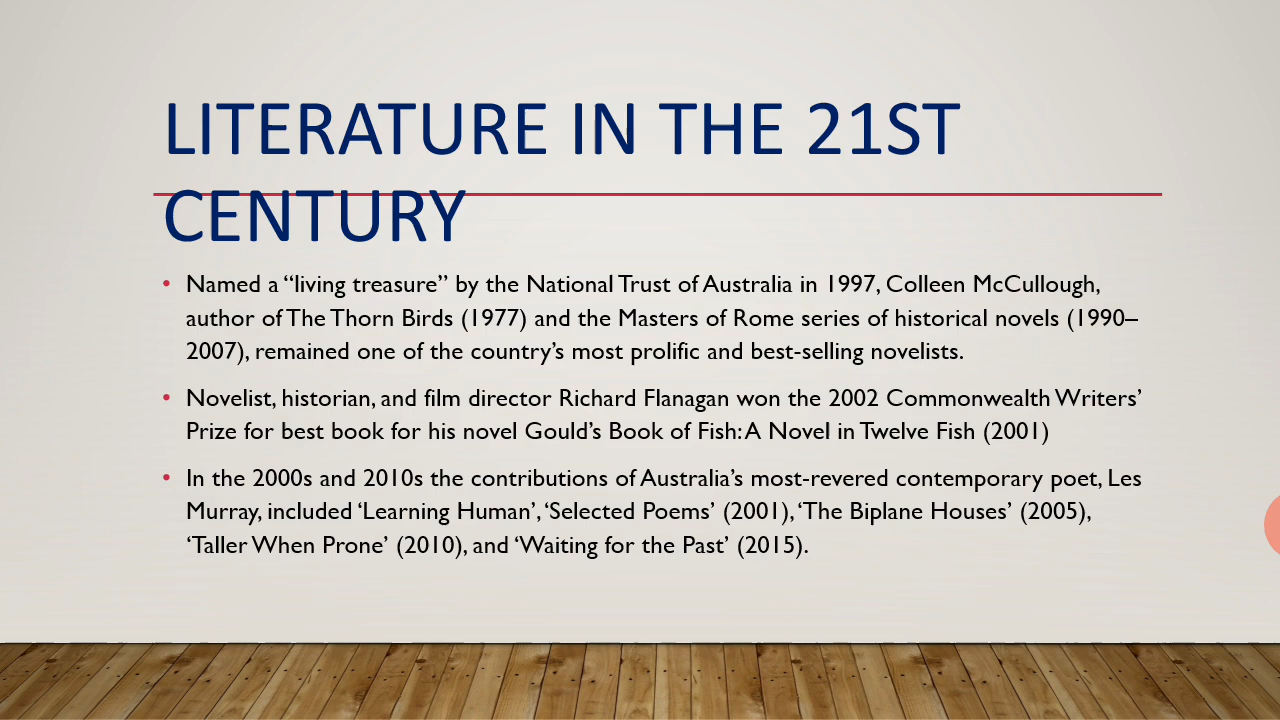 LITERATURE IN THE 21ST
CENTURY
• Named a “living treasure” by the National Trust of Australia in 1997, Colleen McCullough,
author of The Thorn Birds (1977) and the Masters of Rome series of historical novels (1990–
2007), remained one of the country’s most prolific and best-selling novelists.
• Novelist, historian, and film director Richard Flanagan won the 2002 Commonwealth Writers’
Prize for best book for his novel Gould’s Book of Fish: A Novel in Twelve Fish (2001)
• In the 2000s and 2010s the contributions of Australia’s most-revered contemporary poet, Les
Murray, included ‘Learning Human’, ‘Selected Poems’ (2001), ‘The Biplane Houses’ (2005),
‘Taller When Prone’ (2010), and ‘Waiting for the Past’ (2015).